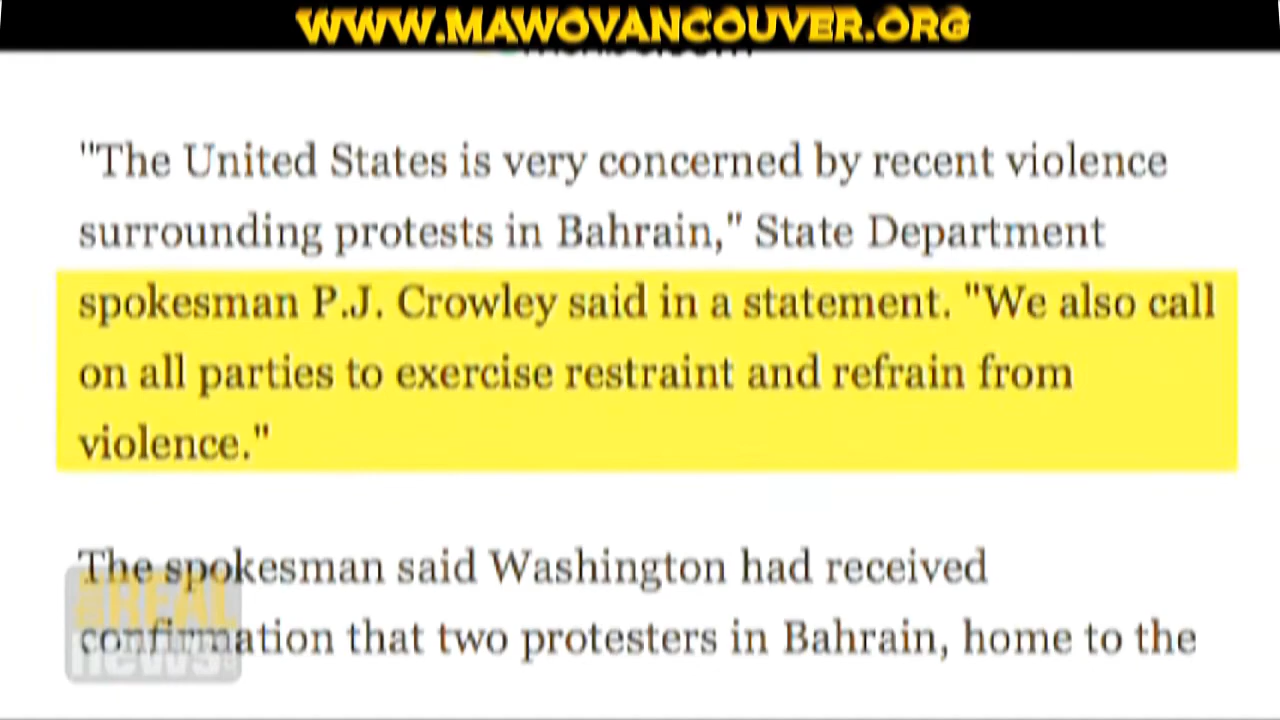 WWW.MAWOVANCOUVER.ORG
"The United States is very concerned by recent violence
surrounding protests in Bahrain," State Department
spokesman P.J. Crowley said in a statement. "We also call
on all parties to exercise restraint and refrain from
violence."
The spokesman said Washington had received
confirmation that two protesters in Bahrain, home to the
REAL
news